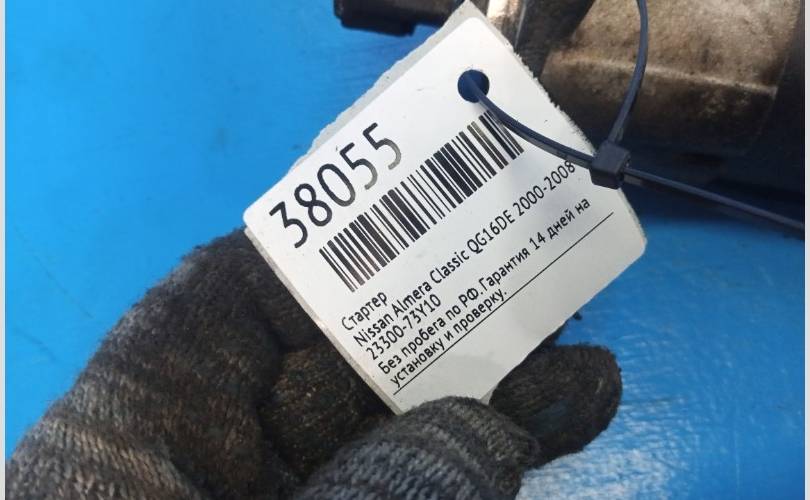 38055
Стартер
Nissan Almera Classic QG16DE 2000-2008
23300-73Y10
Без пробега по РФ.Гарантия 14 дней на
установку и проверку.